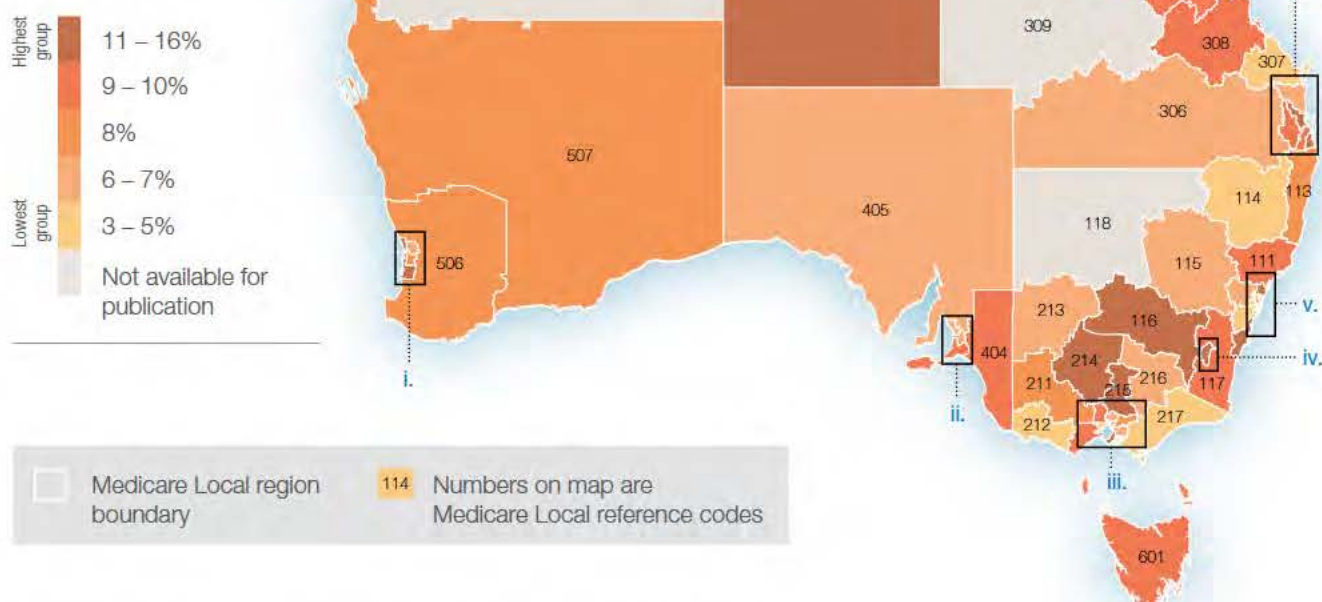 Highest
group
11 – 16%
9 – 10%
8%
6 – 7%
Lowest
group
3 – 5%
Not available for
publication
309
308
307
306
507
405
114
113
118
506
115
111
213
116
v.
404
214
iv.
215
216
117
211
i.
ii.
212
217
iii.
Medicare Local region
boundary
114
Numbers on map are
Medicare Local reference codes
601